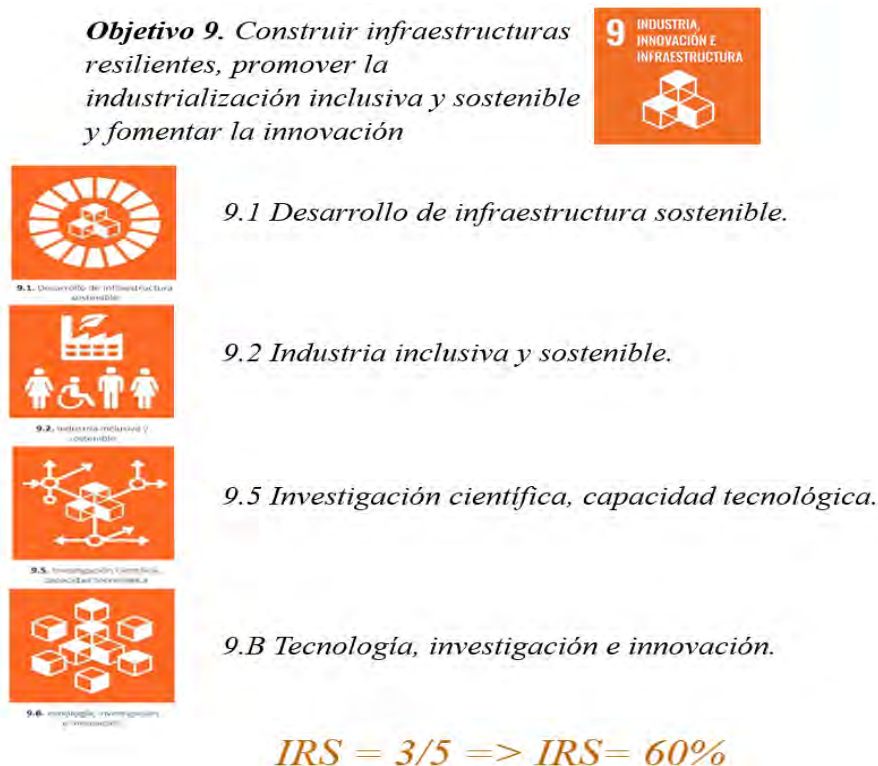 Objetivo 9. Construir infraestructuras
resilientes, promover la
industrialización inclusiva y sostenible
y fomentar la innovación
9 INDUSTRIA,
INNOVACIÓN E
INFRAESTRUCTURA
9.1 Desarrollo de infraestructura sostenible.
9.1. Desarrollo de infraestructura
sostenible
9.2 Industria inclusiva y sostenible.
9.2. Industria inclusiva y
sostenible
9.5 Investigación científica, capacidad tecnológica.
9.5. Investigación científica,
capacidad tecnológica
9.B Tecnología, investigación e innovación.
investigación
e innovación
IRS = 3/5 => IRS= 60%